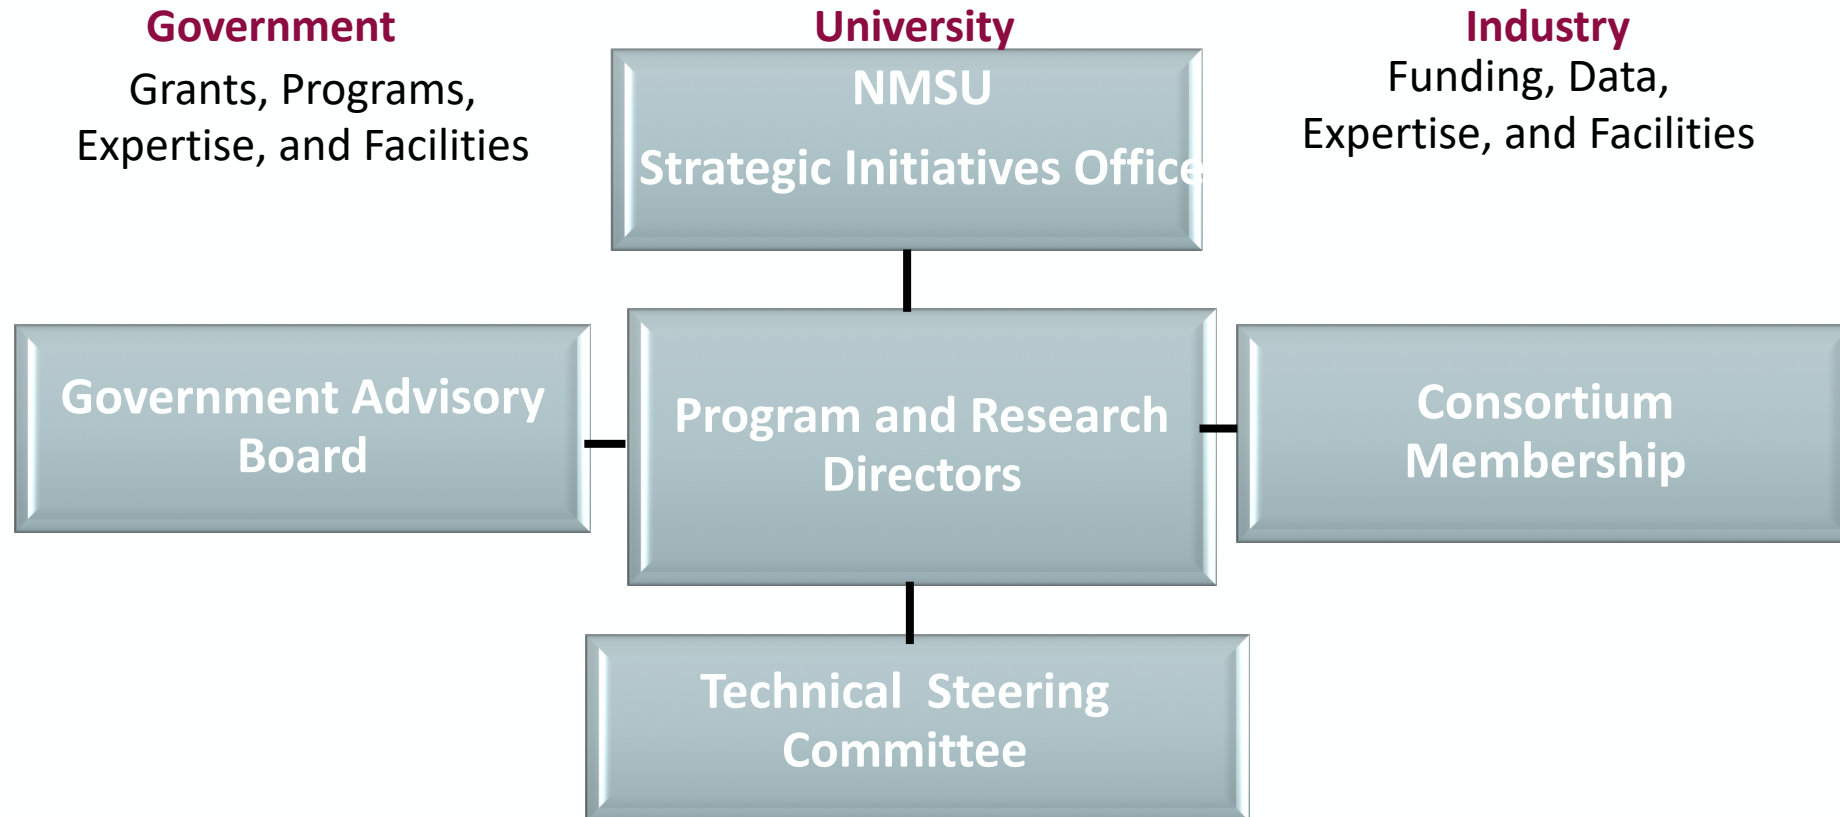 Government
Grants, Programs,
Expertise, and Facilities
University
NMSU
Strategic Initiatives Office
Industry
Funding, Data,
Expertise, and Facilities
Government Advisory
Board
Program and Research
Directors
Consortium
Membership
Technical  Steering
Committee